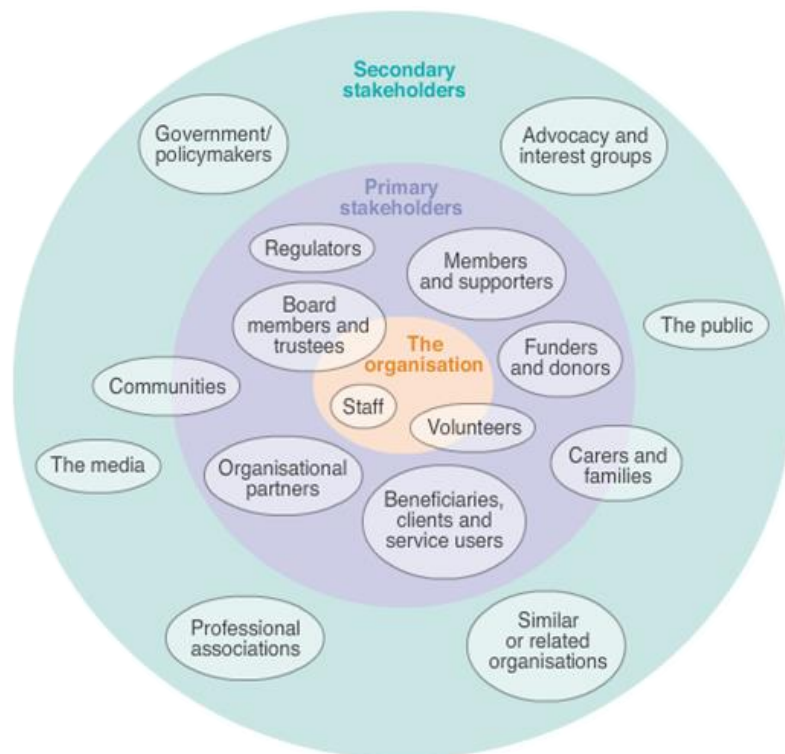 Secondary
stakeholders
Government/
policymakers
Advocacy and
interest groups
Primary
stakeholders
Regulators
Members
and supporters
Board
members and
trustees
The public
The
organisation
Funders
and donors
Communities
Staff
Volunteers
The media
Organisational
partners
Carers and
families
Beneficiaries,
clients and
service users
Professional
associations
Similar
or related
organisations